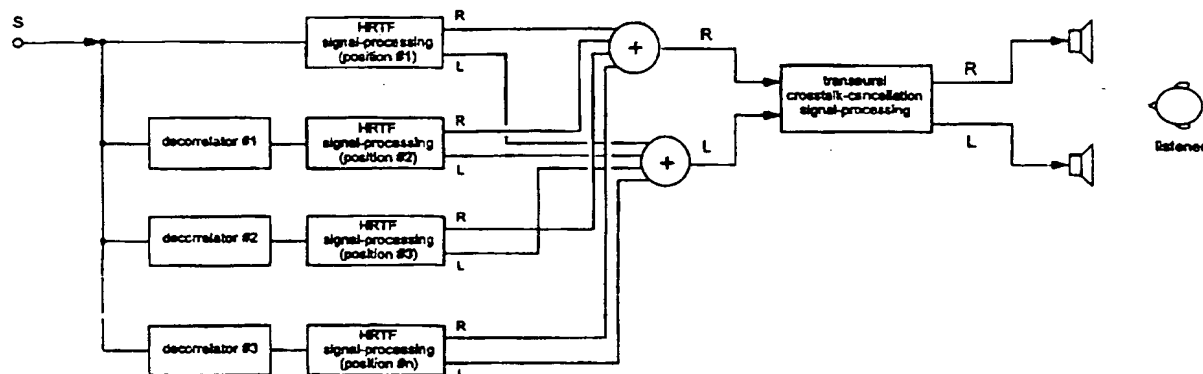 S
HRTF
signal-processing
(position #1)
R
L
decorrelator #1
HRTF
signal-processing
(position #2)
R
L
decorrelator #2
HRTF
signal-processing
(position #3)
R
L
decorrelator #3
HRTF
signal-processing
(position #n)
R
L
+
R
+
L
transaural
crosstalk-cancellation
signal-processing
R
L
listener